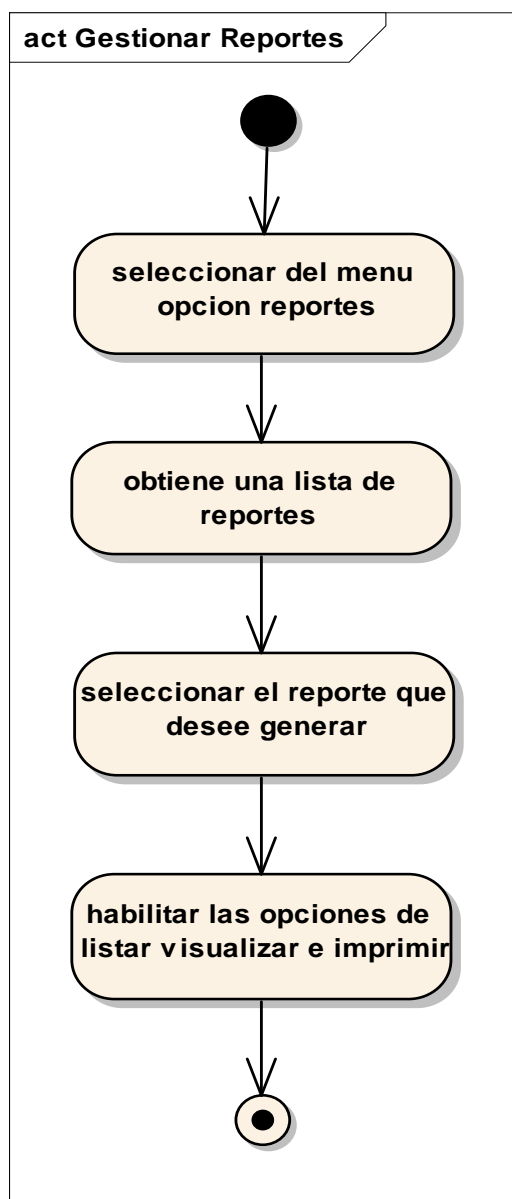 act Gestionar Reportes
seleccionar del menu
opcion reportes
obtiene una lista de
reportes
seleccionar el reporte que
desee generar
habilitar las opciones de
listar visualizar e imprimir